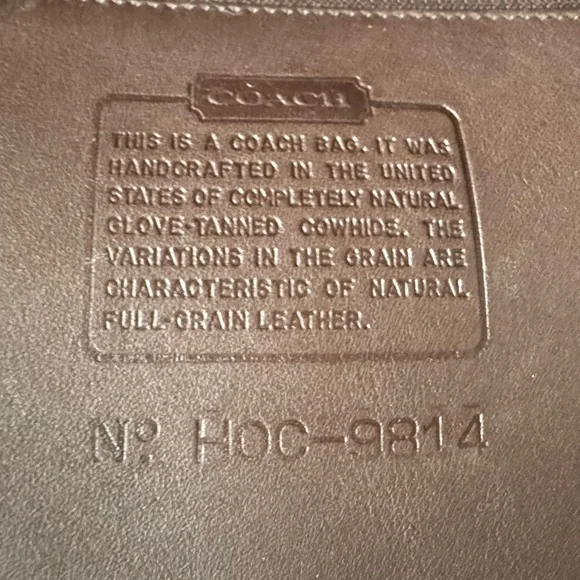 COACH
THIS IS A COACH BAG. IT WAS
HANDCRAFTED IN THE UNITED
STATES OF COMPLETELY NATURAL
GLOVE-TANNED COWHIDE. THE
VARIATIONS IN THE GRAIN ARE
CHARACTERISTIC OF NATURAL
FULL-GRAIN LEATHER.
Nº HOC-9814